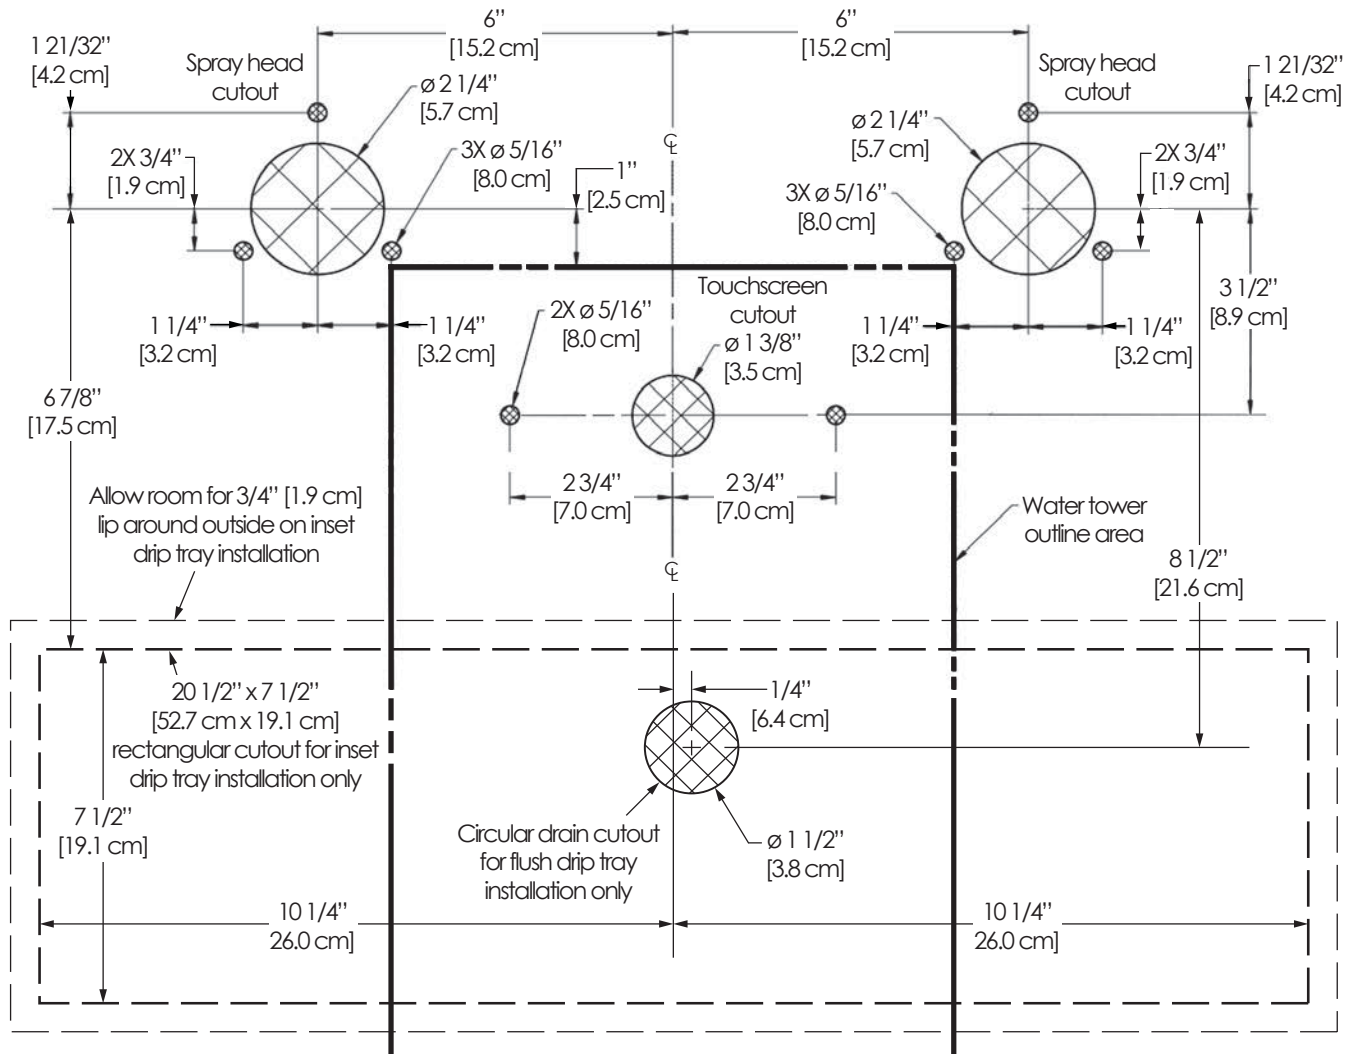 6”
[15.2 cm]
6”
[15.2 cm]
1 21/32”
[4.2 cm]
Spray head
cutout
ø 2 1/4”
[5.7 cm]
Spray head
cutout
1 21/32”
[4.2 cm]
ø 2 1/4”
[5.7 cm]
℄
2X 3/4”
[1.9 cm]
3X ø 5/16”
[8.0 cm]
1”
[2.5 cm]
2X 3/4”
[1.9 cm]
3X ø 5/16”
[8.0 cm]
Touchscreen
cutout
3 1/2”
[8.9 cm]
1 1/4”
[3.2 cm]
1 1/4”
[3.2 cm]
2X ø 5/16”
[8.0 cm]
ø 1 3/8”
[3.5 cm]
1 1/4”
[3.2 cm]
1 1/4”
[3.2 cm]
6 7/8”
[17.5 cm]
2 3/4”
[7.0 cm]
2 3/4”
[7.0 cm]
Allow room for 3/4” [1.9 cm]
lip around outside on inset
drip tray installation
Water tower
outline area
℄
8 1/2”
[21.6 cm]
20 1/2” x 7 1/2”
[52.7 cm x 19.1 cm]
rectangular cutout for inset
drip tray installation only
1/4”
[6.4 cm]
7 1/2”
[19.1 cm]
Circular drain cutout
for flush drip tray
installation only
ø 1 1/2”
[3.8 cm]
10 1/4”
26.0 cm]
10 1/4”
26.0 cm]